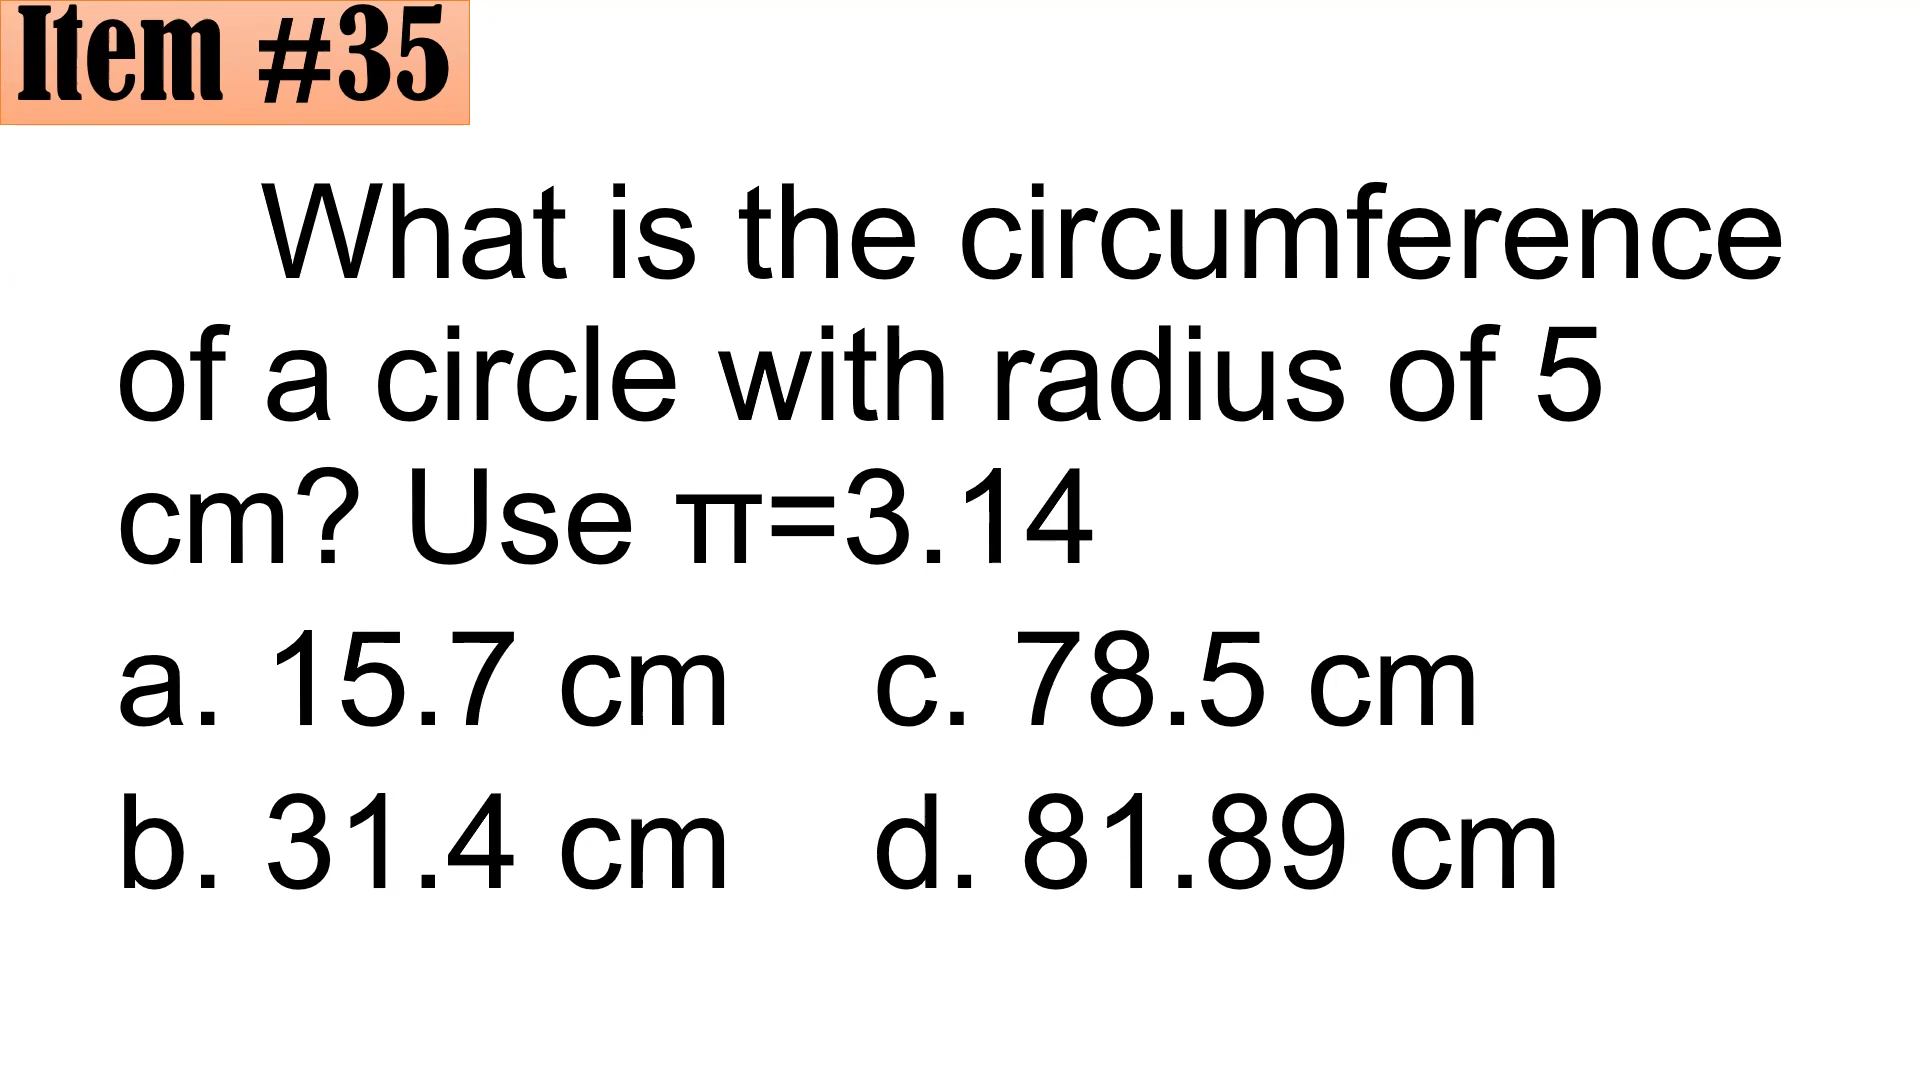 Item #35
What is the circumference
of a circle with radius of 5
cm? Use π=3.14
a. 15.7 cm c. 78.5 cm
b. 31.4 cm d. 81.89 cm